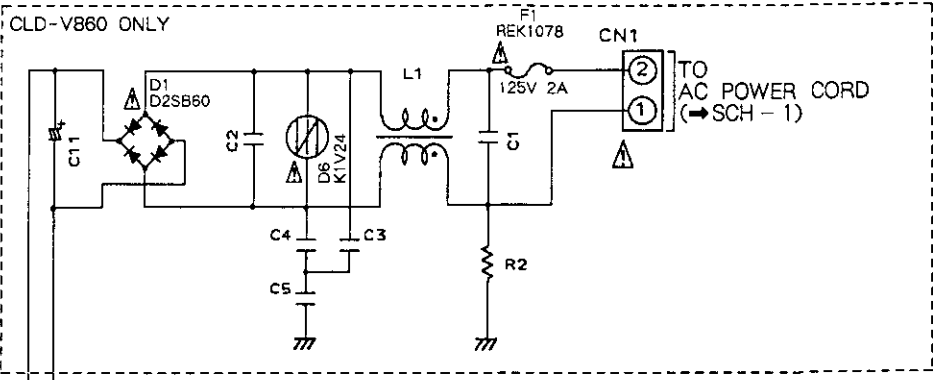 CLD-V860 ONLY
F1
REK1078
125V 2A
CN1
2
1
TO
AC POWER CORD
(➡SCH-1)
L1
D1
D2SB60
C11
C2
D6
K1V24
C1
C4
C3
C5
R2